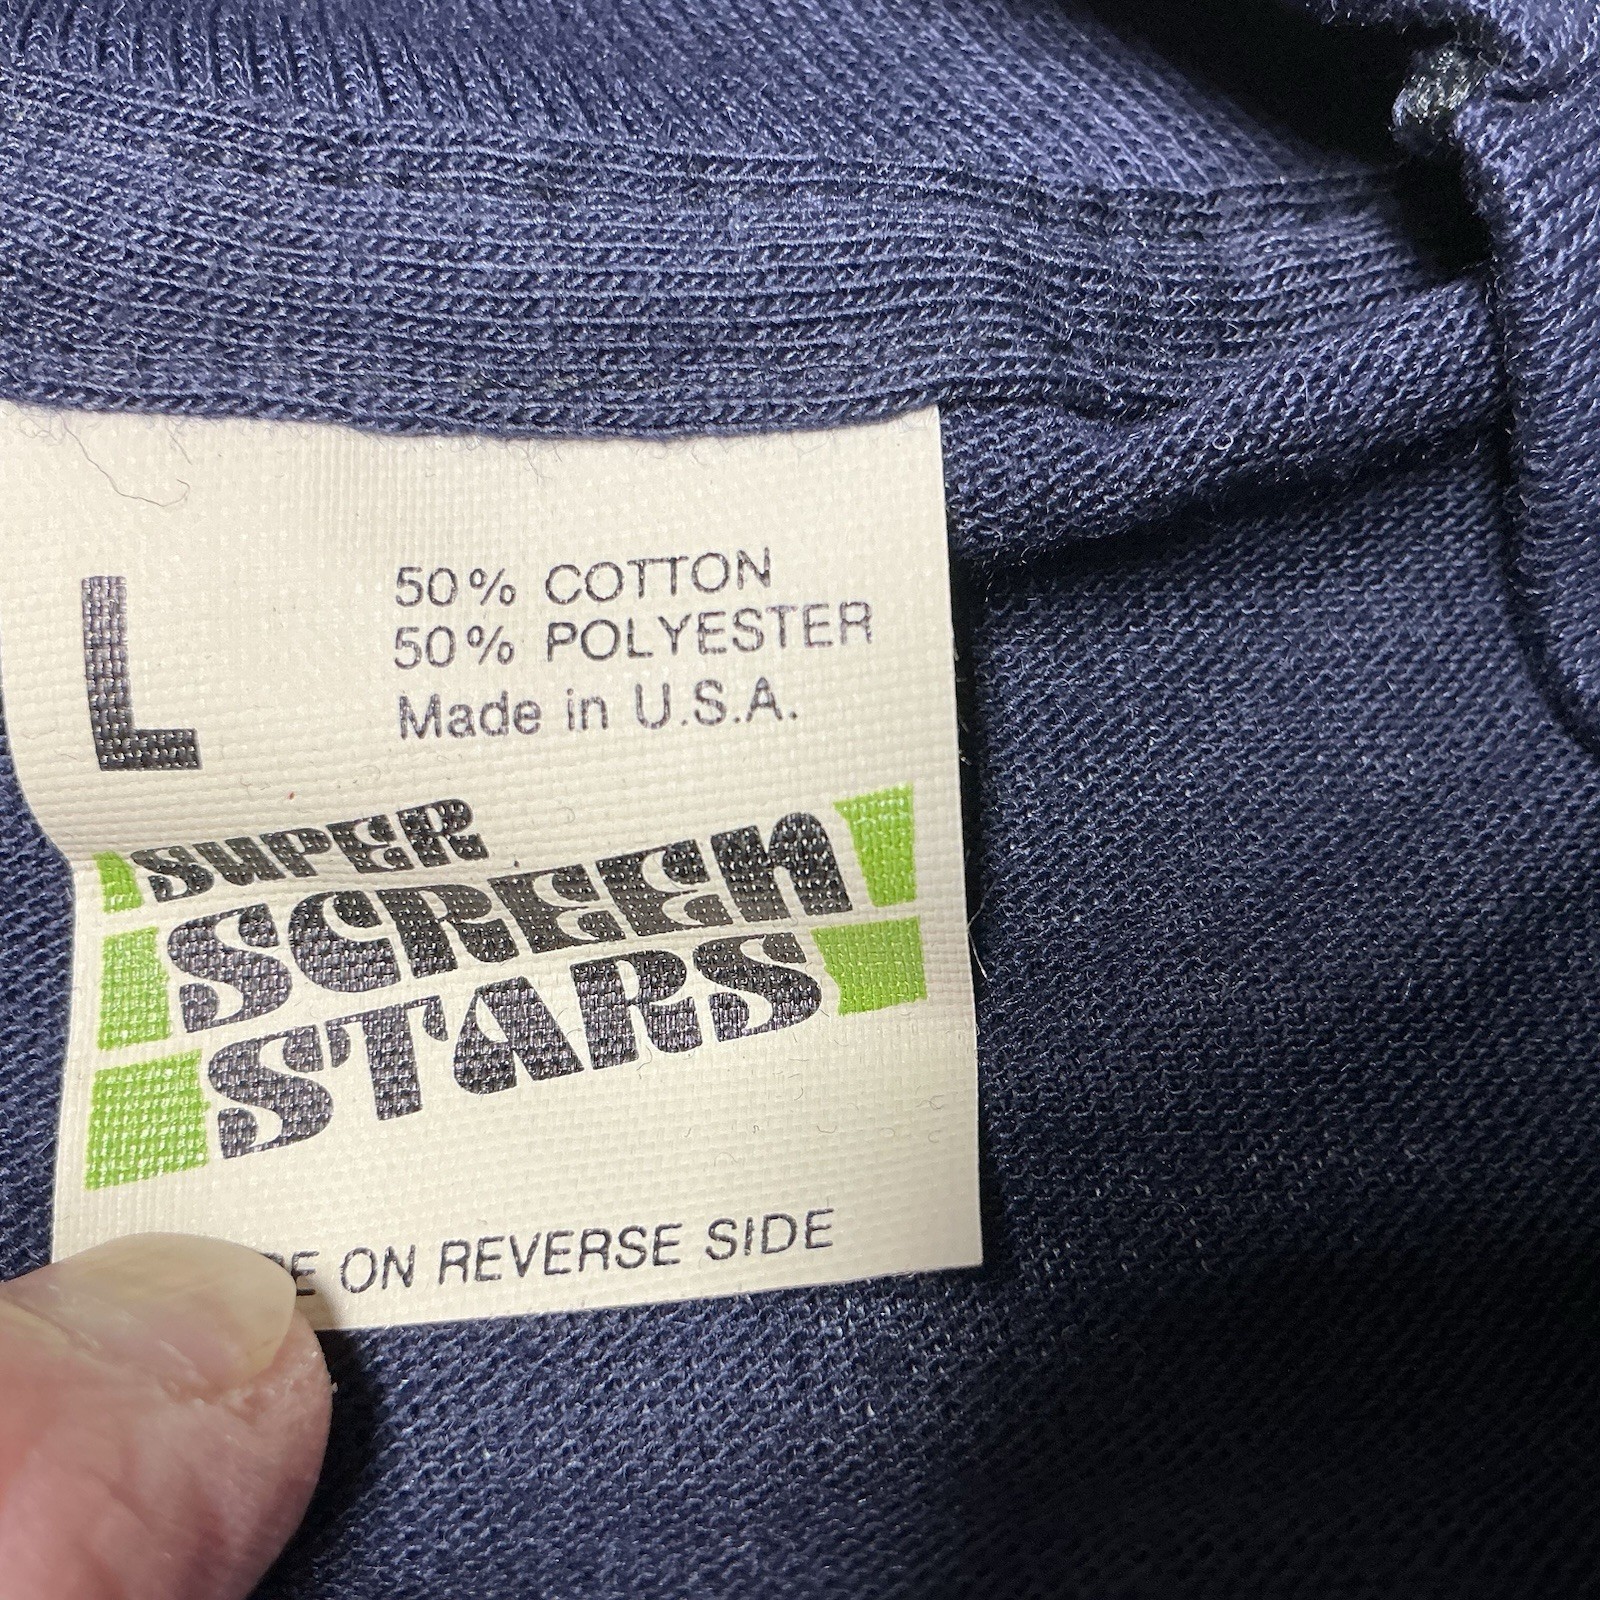 L
50% COTTON
50% POLYESTER
Made in U.S.A.
SUPER
SCREEN
STARS
ON REVERSE SIDE